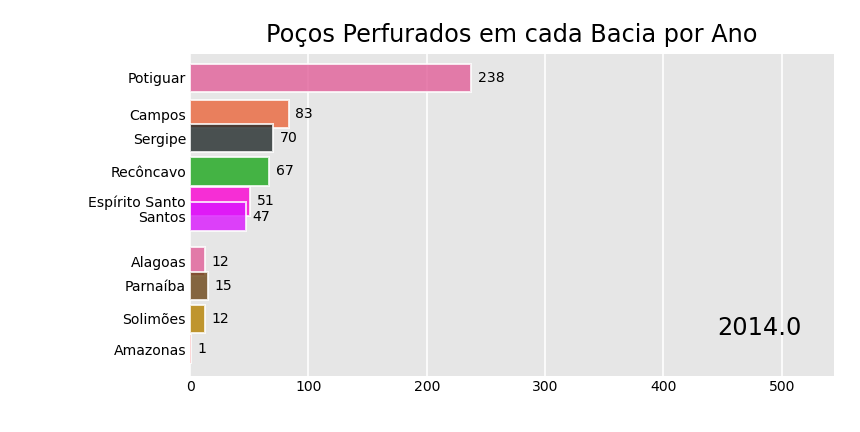 Poços Perfurados em cada Bacia por Ano
Potiguar 238
Campos 83
Sergipe 70
Recôncavo 67
Espírito Santo 51
Santos 47
Alagoas 12
Parnaíba 15
Solimões 12
2014.0
Amazonas 1
0 100 200 300 400 500